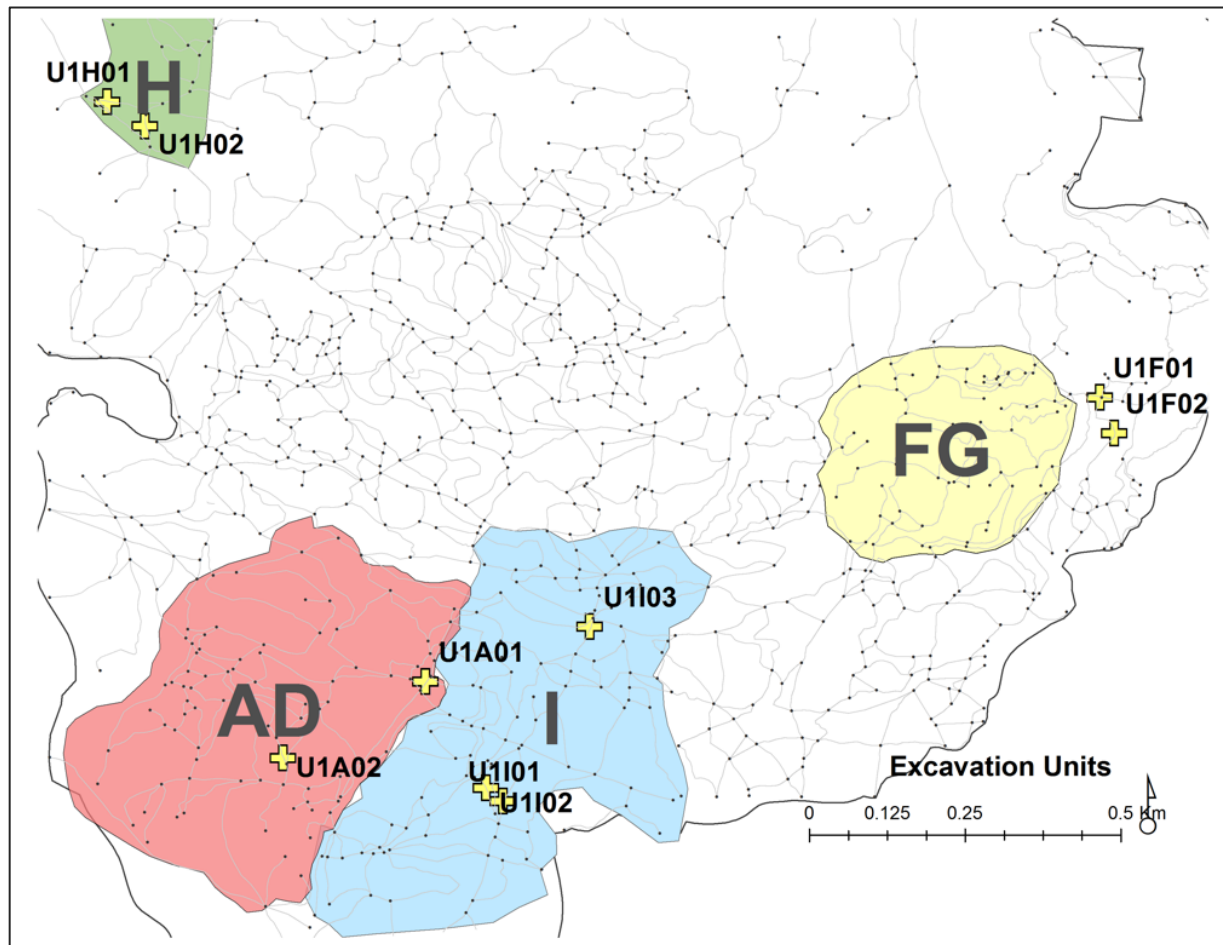 U1H01
H
U1H02
U1F01
U1F02
FG
U1I03
U1A01
AD
I
U1A02
U1I01
U1I02
Excavation Units
0 0.125 0.25 0.5 Km